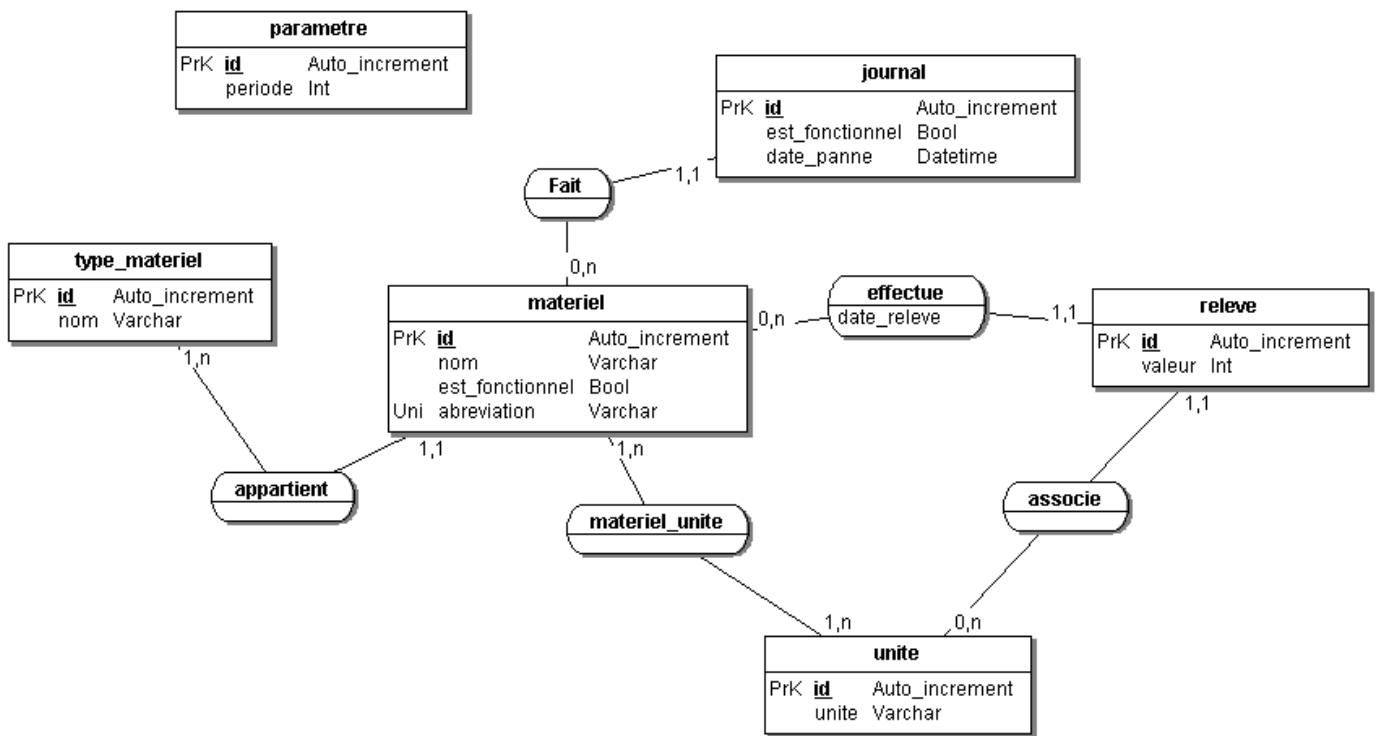 parametre
PrK id Auto_increment
periode Int
journal
PrK id Auto_increment
est_fonctionnel Bool
date_panne Datetime
1,1
Fait
0,n
type_materiel
PrK id Auto_increment
nom Varchar
1,n
materiel
PrK id Auto_increment
nom Varchar
est_fonctionnel Bool
Uni abreviation Varchar
0,n
effectue
date_releve
1,1
releve
PrK id Auto_increment
valeur Int
1,1
1,1
1,n
appartient
materiel_unite
associe
1,n
0,n
unite
PrK id Auto_increment
unite Varchar